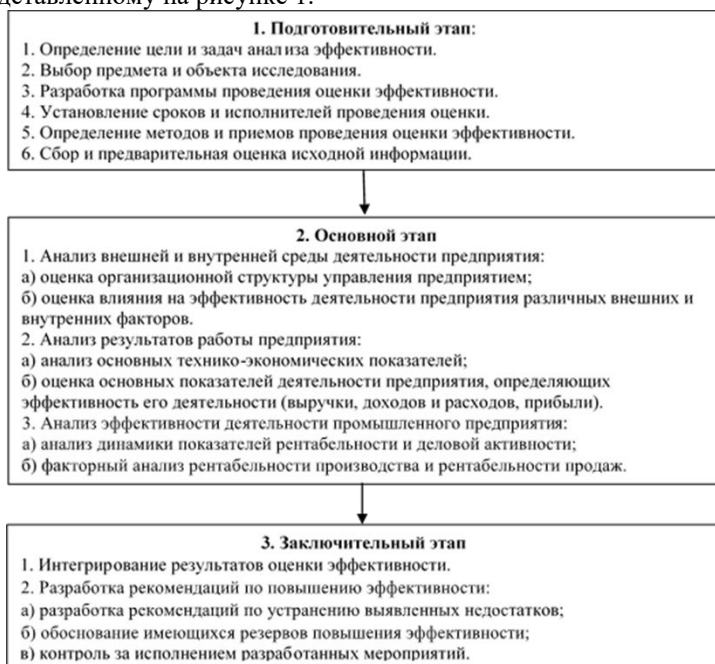 дставленному на рисунке 1.
1. Подготовительный этап:
1. Определение цели и задач анализа эффективности.
2. Выбор предмета и объекта исследования.
3. Разработка программы проведения оценки эффективности.
4. Установление сроков и исполнителей проведения оценки.
5. Определение методов и приемов проведения оценки эффективности.
6. Сбор и предварительная оценка исходной информации.
2. Основной этап
1. Анализ внешней и внутренней среды деятельности предприятия:
а) оценка организационной структуры управления предприятием;
б) оценка влияния на эффективность деятельности предприятия различных внешних и
внутренних факторов.
2. Анализ результатов работы предприятия:
а) анализ основных технико-экономических показателей;
б) оценка основных показателей деятельности предприятия, определяющих
эффективность его деятельности (выручки, доходов и расходов, прибыли).
3. Анализ эффективности деятельности промышленного предприятия:
а) анализ динамики показателей рентабельности и деловой активности;
б) факторный анализ рентабельности производства и рентабельности продаж.
3. Заключительный этап
1. Интегрирование результатов оценки эффективности.
2. Разработка рекомендаций по повышению эффективности:
а) разработка рекомендаций по устранению выявленных недостатков;
б) обоснование имеющихся резервов повышения эффективности;
в) контроль за исполнением разработанных мероприятий.